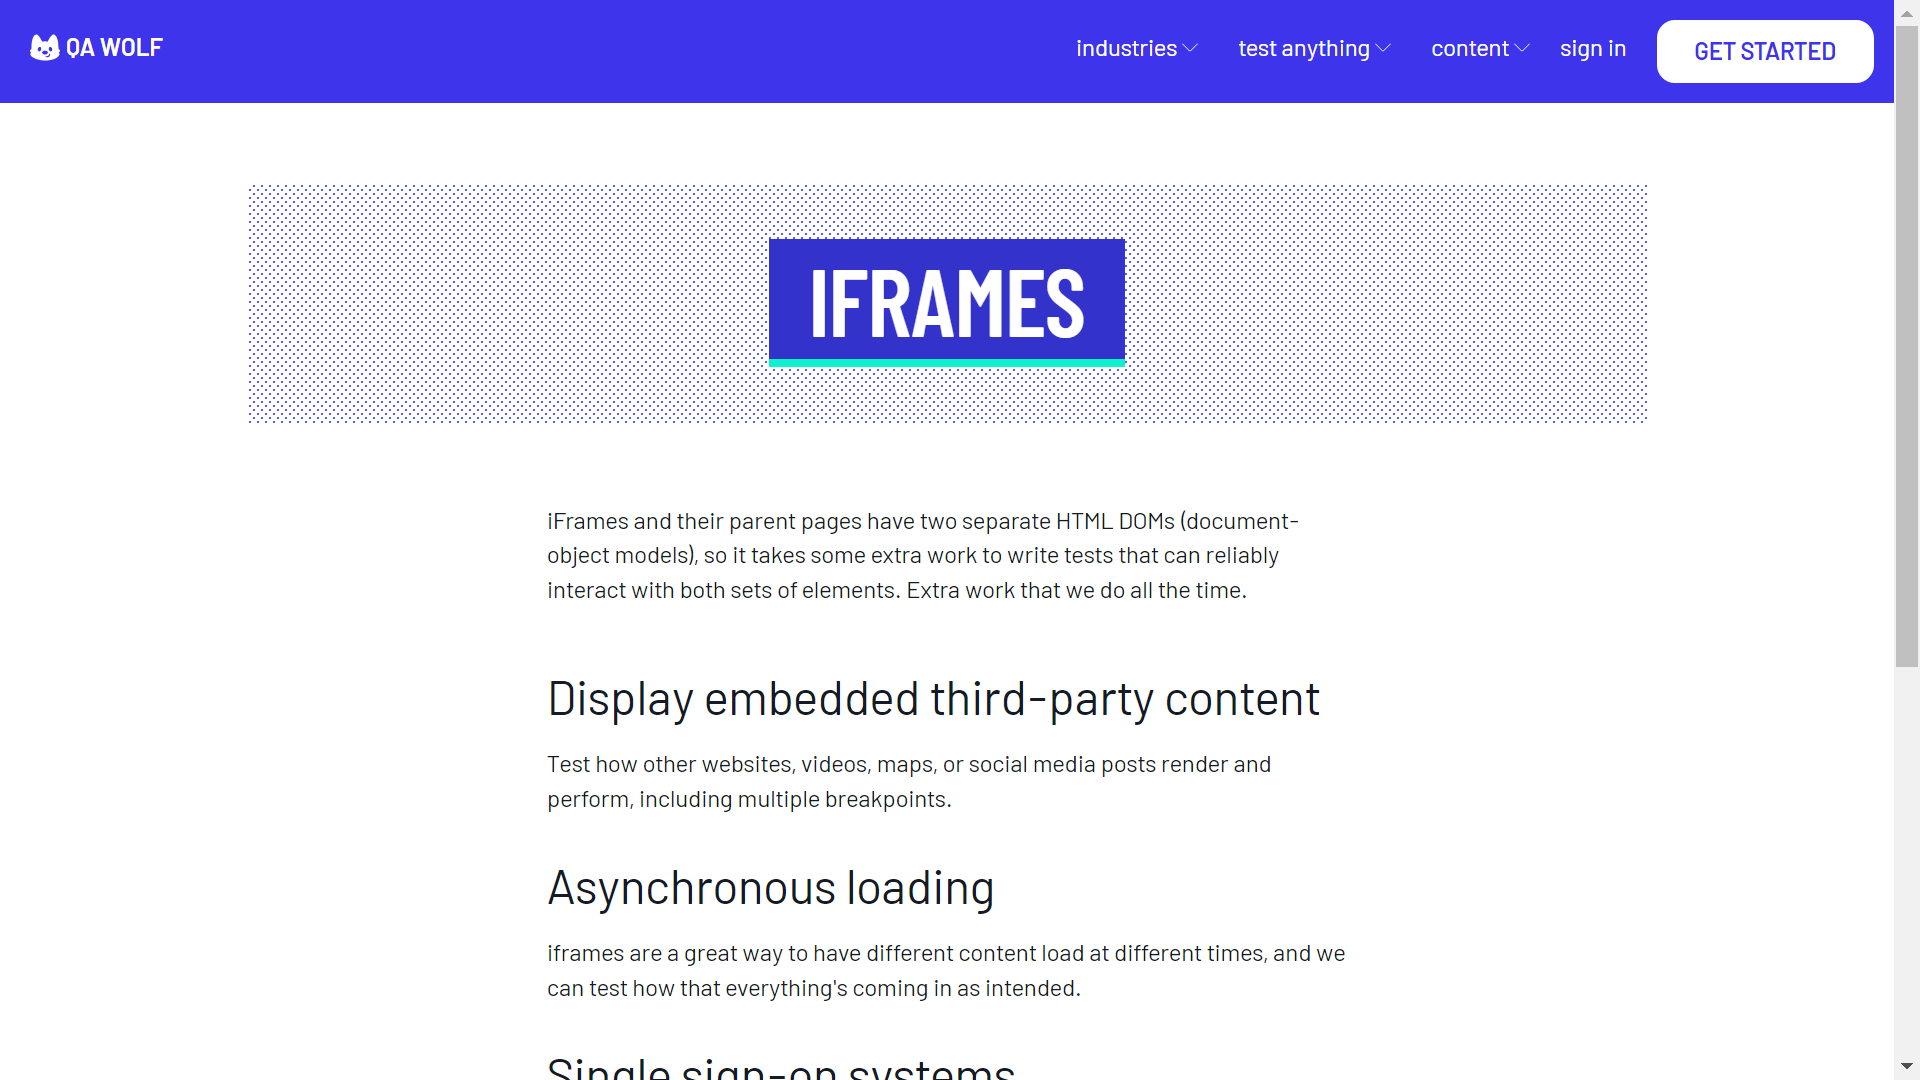 QA WOLF
industries
test anything
content
sign in
GET STARTED
IFRAMES
iFrames and their parent pages have two separate HTML DOMs (document-
object models), so it takes some extra work to write tests that can reliably
interact with both sets of elements. Extra work that we do all the time.
Display embedded third-party content
Test how other websites, videos, maps, or social media posts render and
perform, including multiple breakpoints.
Asynchronous loading
iframes are a great way to have different content load at different times, and we
can test how that everything's coming in as intended.
Single sign-on systems